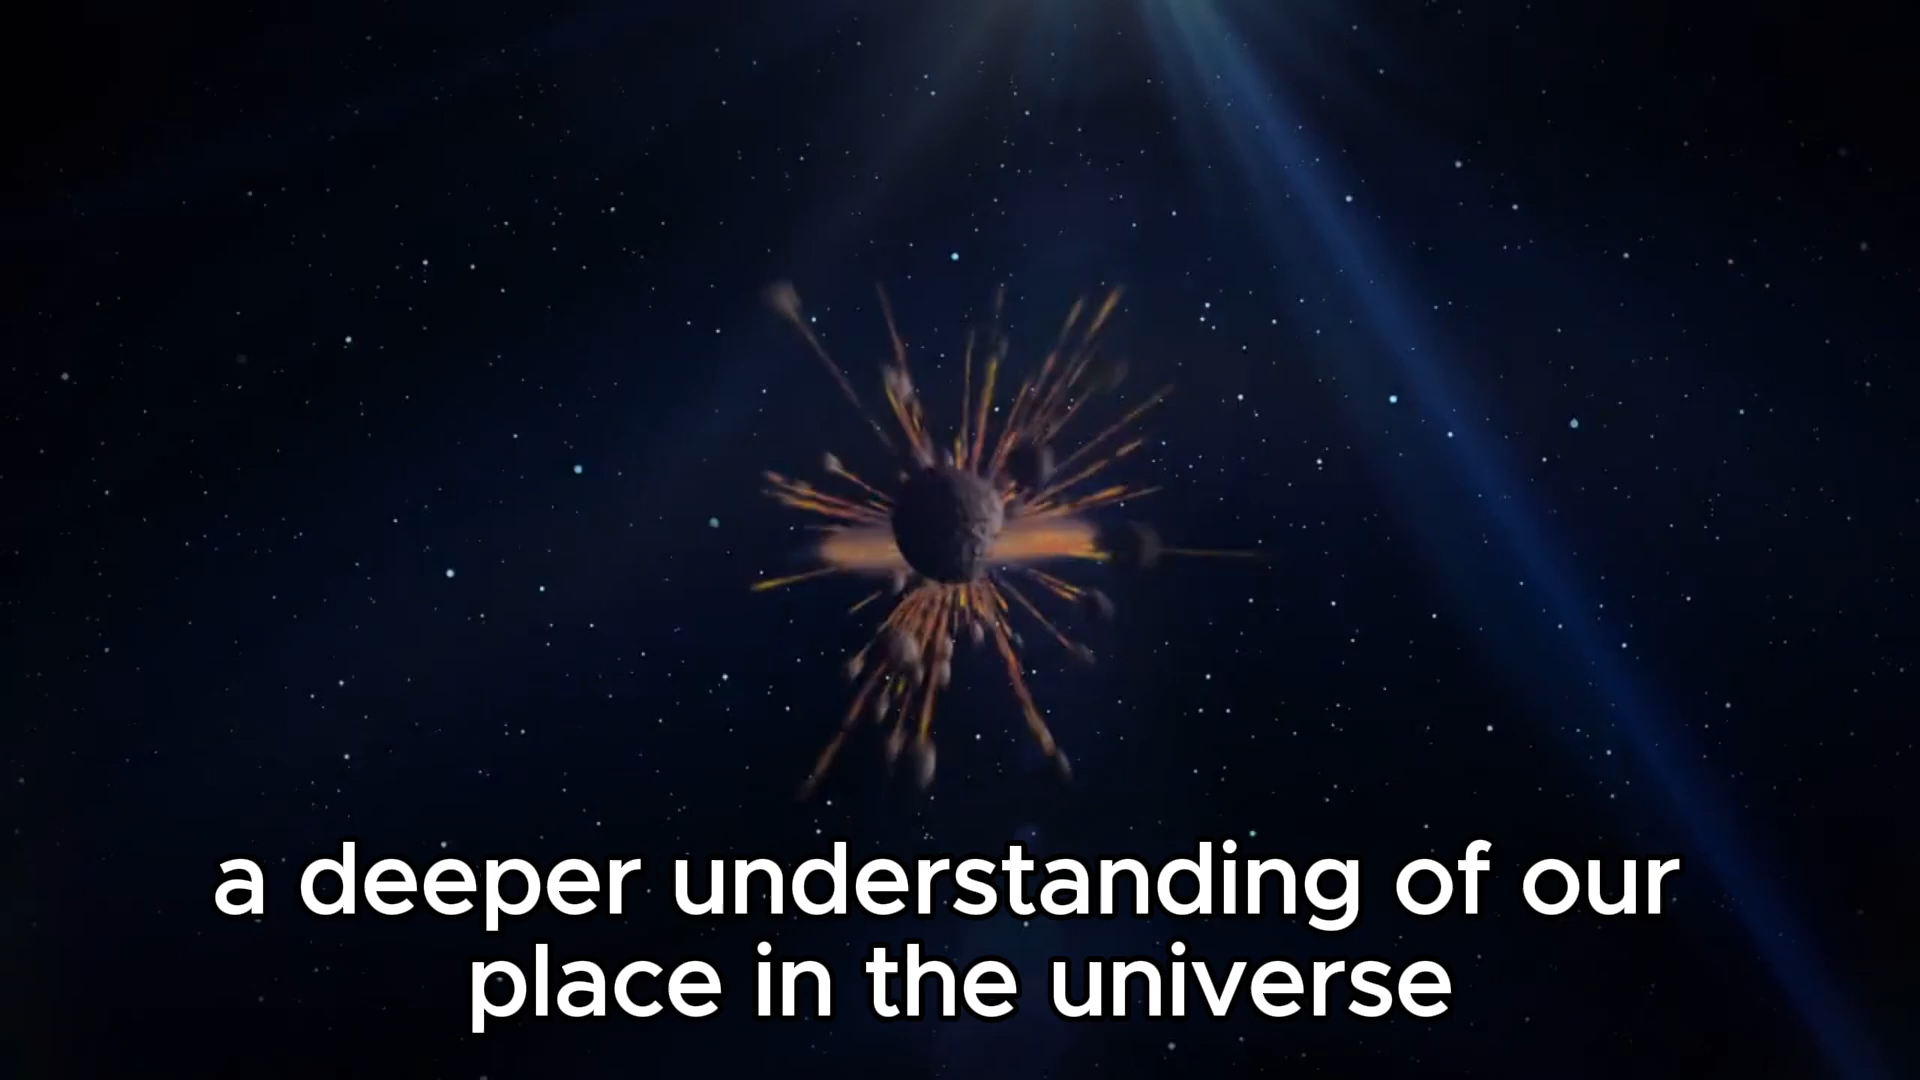 a deeper understanding of our
place in the universe